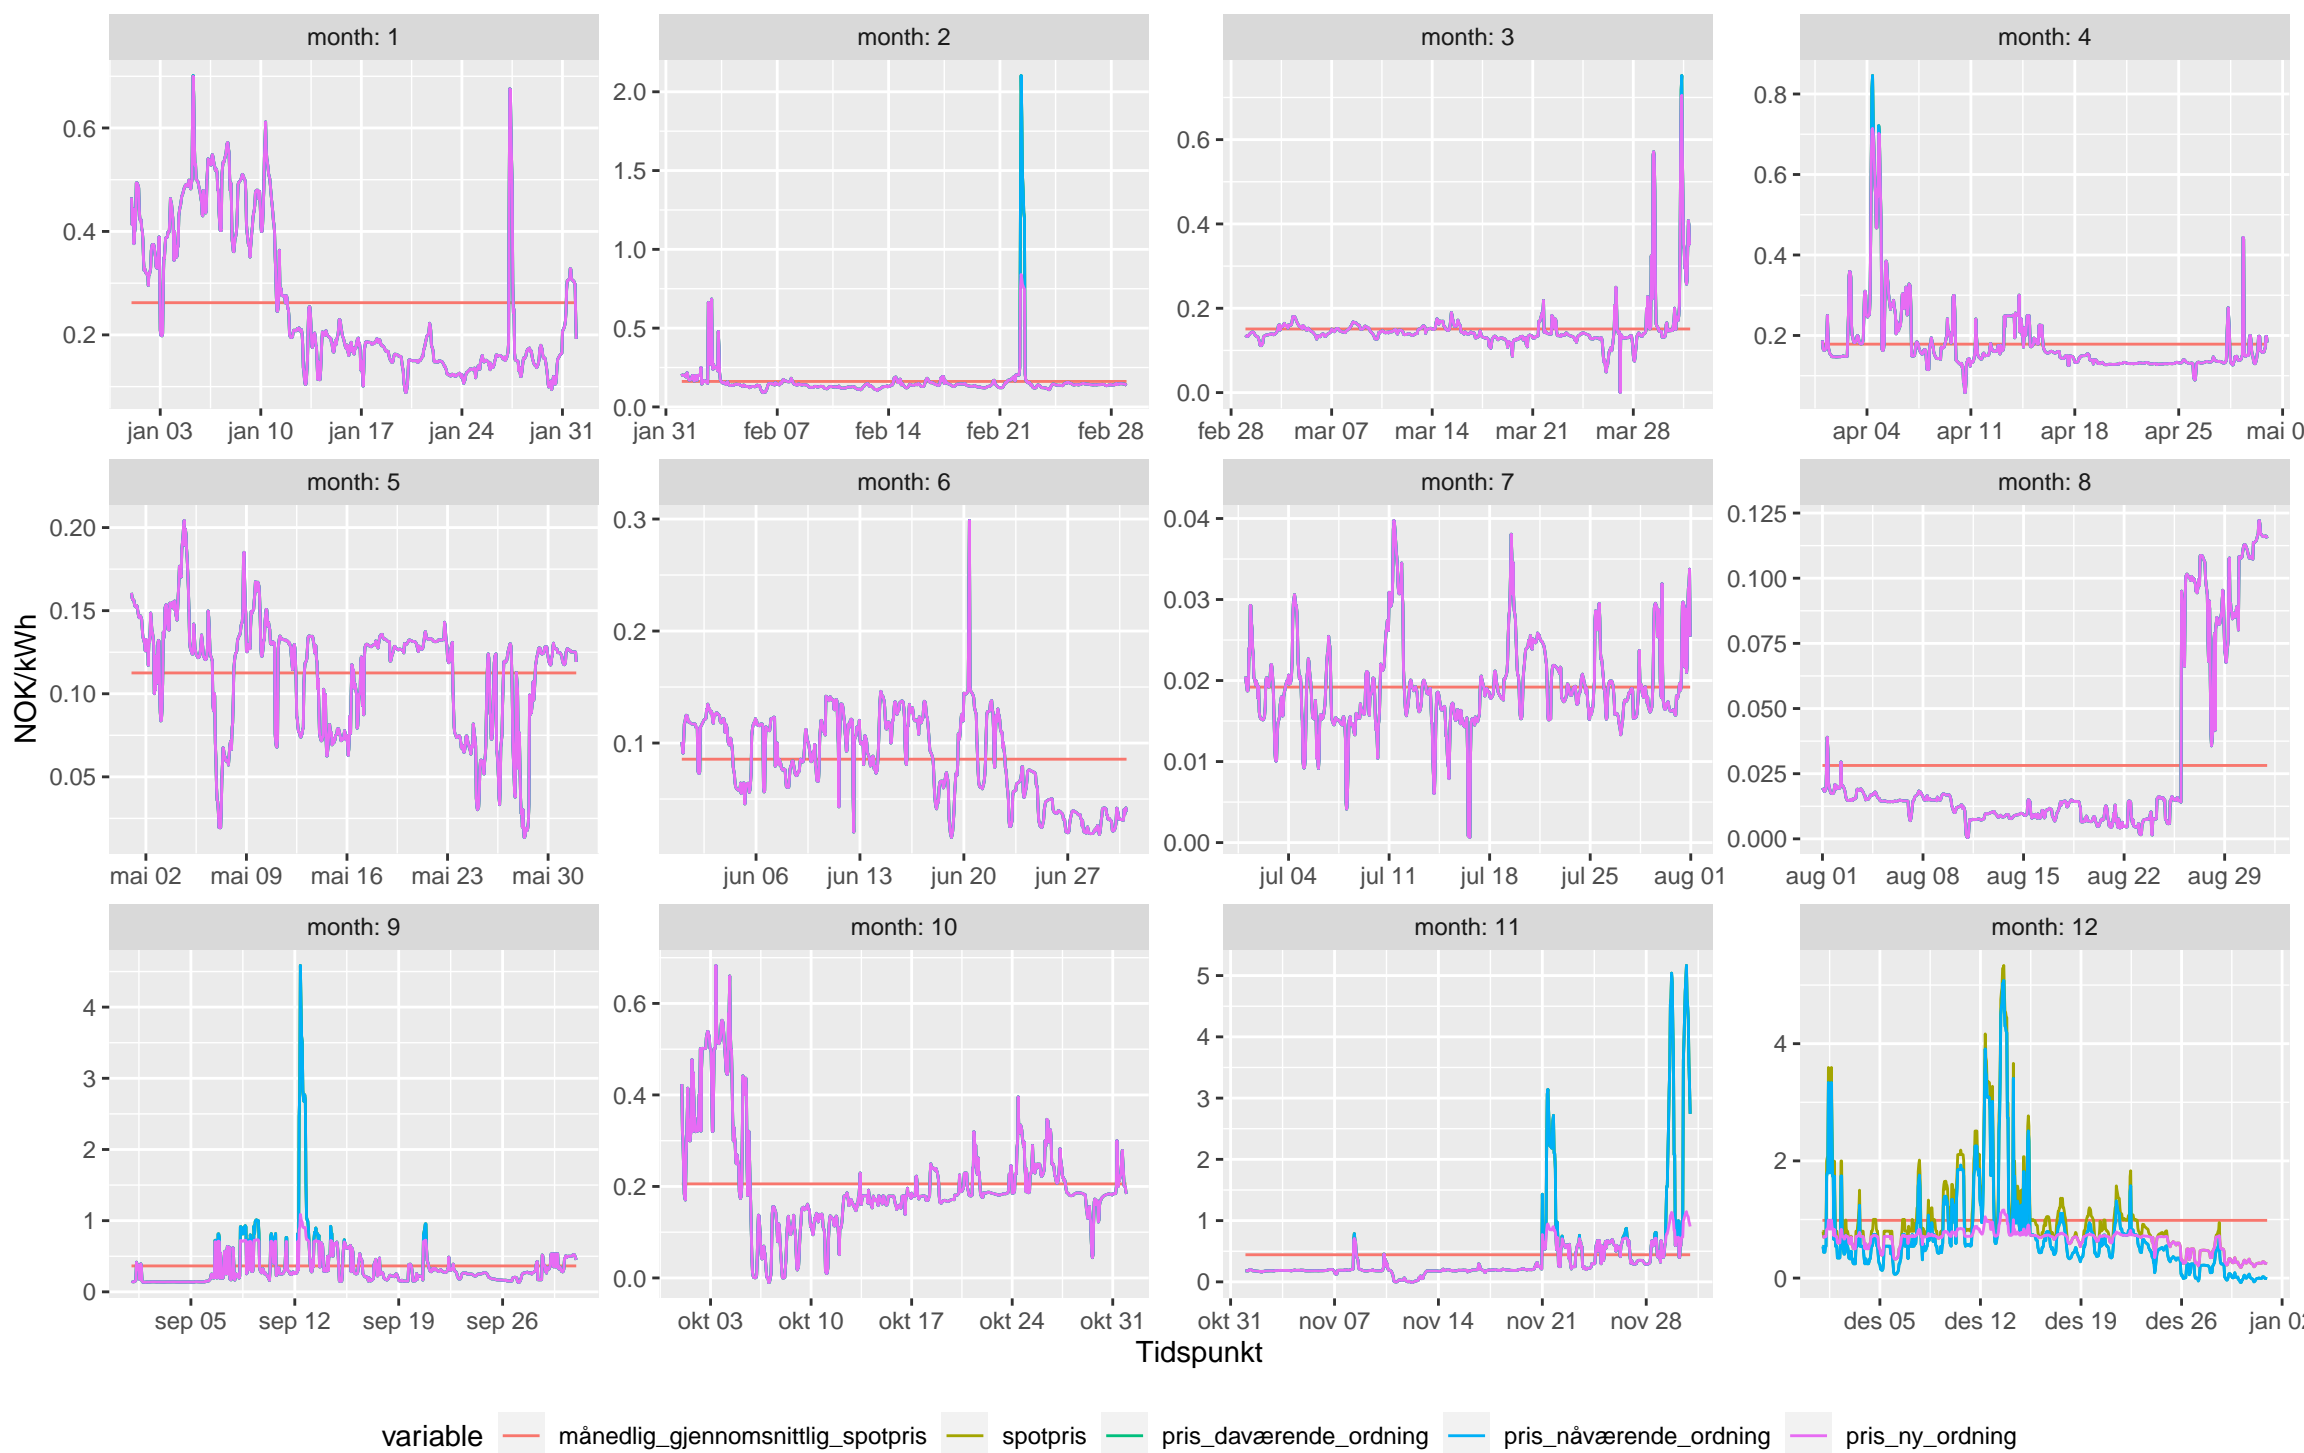 month: 1 month: 2 month: 3 month: 4
0.6 0.4 0.2
2.0 1.5 1.0 0.5 0.0
0.6 0.4 0.2 0.0
0.8 0.6 0.4 0.2
jan 03 jan 10 jan 17 jan 24 jan 31
jan 31 feb 07 feb 14 feb 21 feb 28
feb 28 mar 07 mar 14 mar 21 mar 28
apr 04 apr 11 apr 18 apr 25 mai 0
month: 5 month: 6 month: 7 month: 8
NOK/kWh
0.20 0.15 0.10 0.05
0.3 0.2 0.1
0.04 0.03 0.02 0.01 0.00
0.125 0.100 0.075 0.050 0.025 0.000
mai 02 mai 09 mai 16 mai 23 mai 30
jun 06 jun 13 jun 20 jun 27
jul 04 jul 11 jul 18 jul 25 aug 01
aug 01 aug 08 aug 15 aug 22 aug 29
month: 9 month: 10 month: 11 month: 12
4 3 2 1 0
0.6 0.4 0.2 0.0
5 4 3 2 1 0
4 2 0
sep 05 sep 12 sep 19 sep 26
okt 03 okt 10 okt 17 okt 24 okt 31
okt 31 nov 07 nov 14 nov 21 nov 28
des 05 des 12 des 19 des 26 jan
Tidspunkt
variable månedlig_gjennomsnittlig_spotpris spotpris pris_daværende_ordning pris_nåværende_ordning pris_ny_ordning